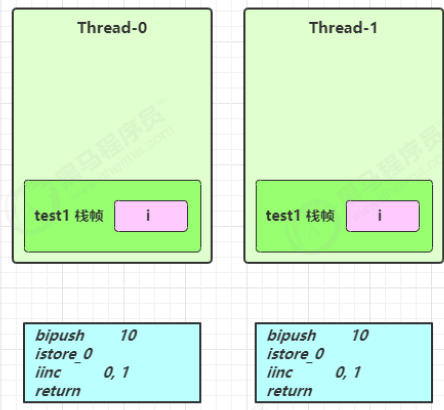 Thread-0
Thread-1
test1 栈帧 i
test1 栈帧 i
bipush 10
istore_0
iinc 0, 1
return
bipush 10
istore_0
iinc 0, 1
return